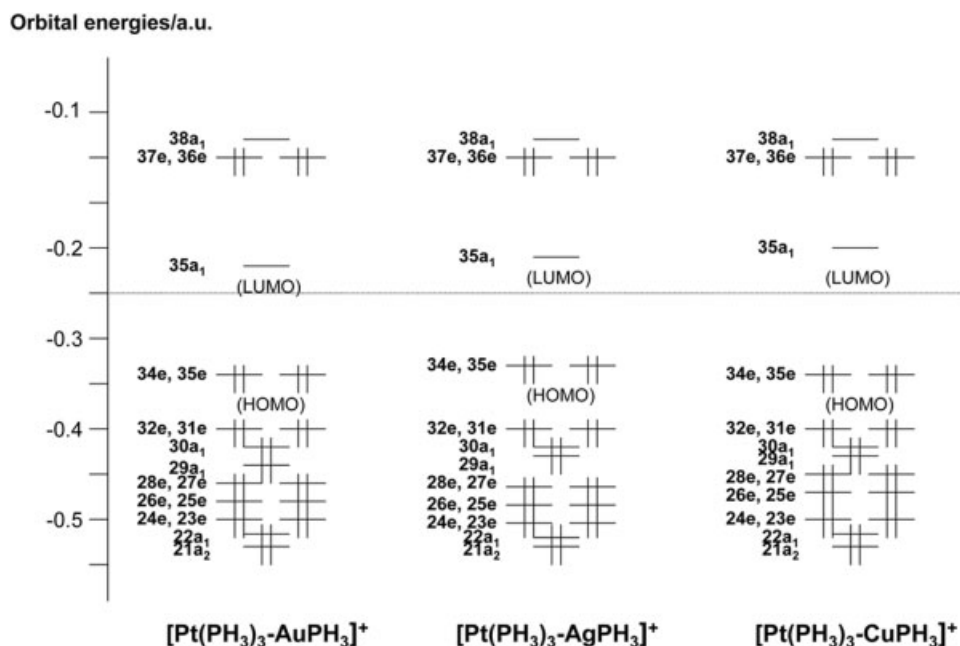 Orbital energies/a.u.
-0.1
-0.2
-0.3
-0.4
-0.5
38a₁
37e, 36e
35a₁
(LUMO)
34e, 35e
(HOMO)
32e, 31e
30a₁
29a₁
28e, 27e
26e, 25e
24e, 23e
22a₁
21a₂
[Pt(PH₃)₃-AuPH₃]⁺
38a₁
37e, 36e
35a₁
(LUMO)
34e, 35e
(HOMO)
32e, 31e
30a₁
29a₁
28e, 27e
26e, 25e
24e, 23e
22a₁
21a₂
[Pt(PH₃)₃-AgPH₃]⁺
38a₁
37e, 36e
35a₁
(LUMO)
34e, 35e
(HOMO)
32e, 31e
30a₁
29a₁
28e, 27e
26e, 25e
24e, 23e
22a₁
21a₂
[Pt(PH₃)₃-CuPH₃]⁺